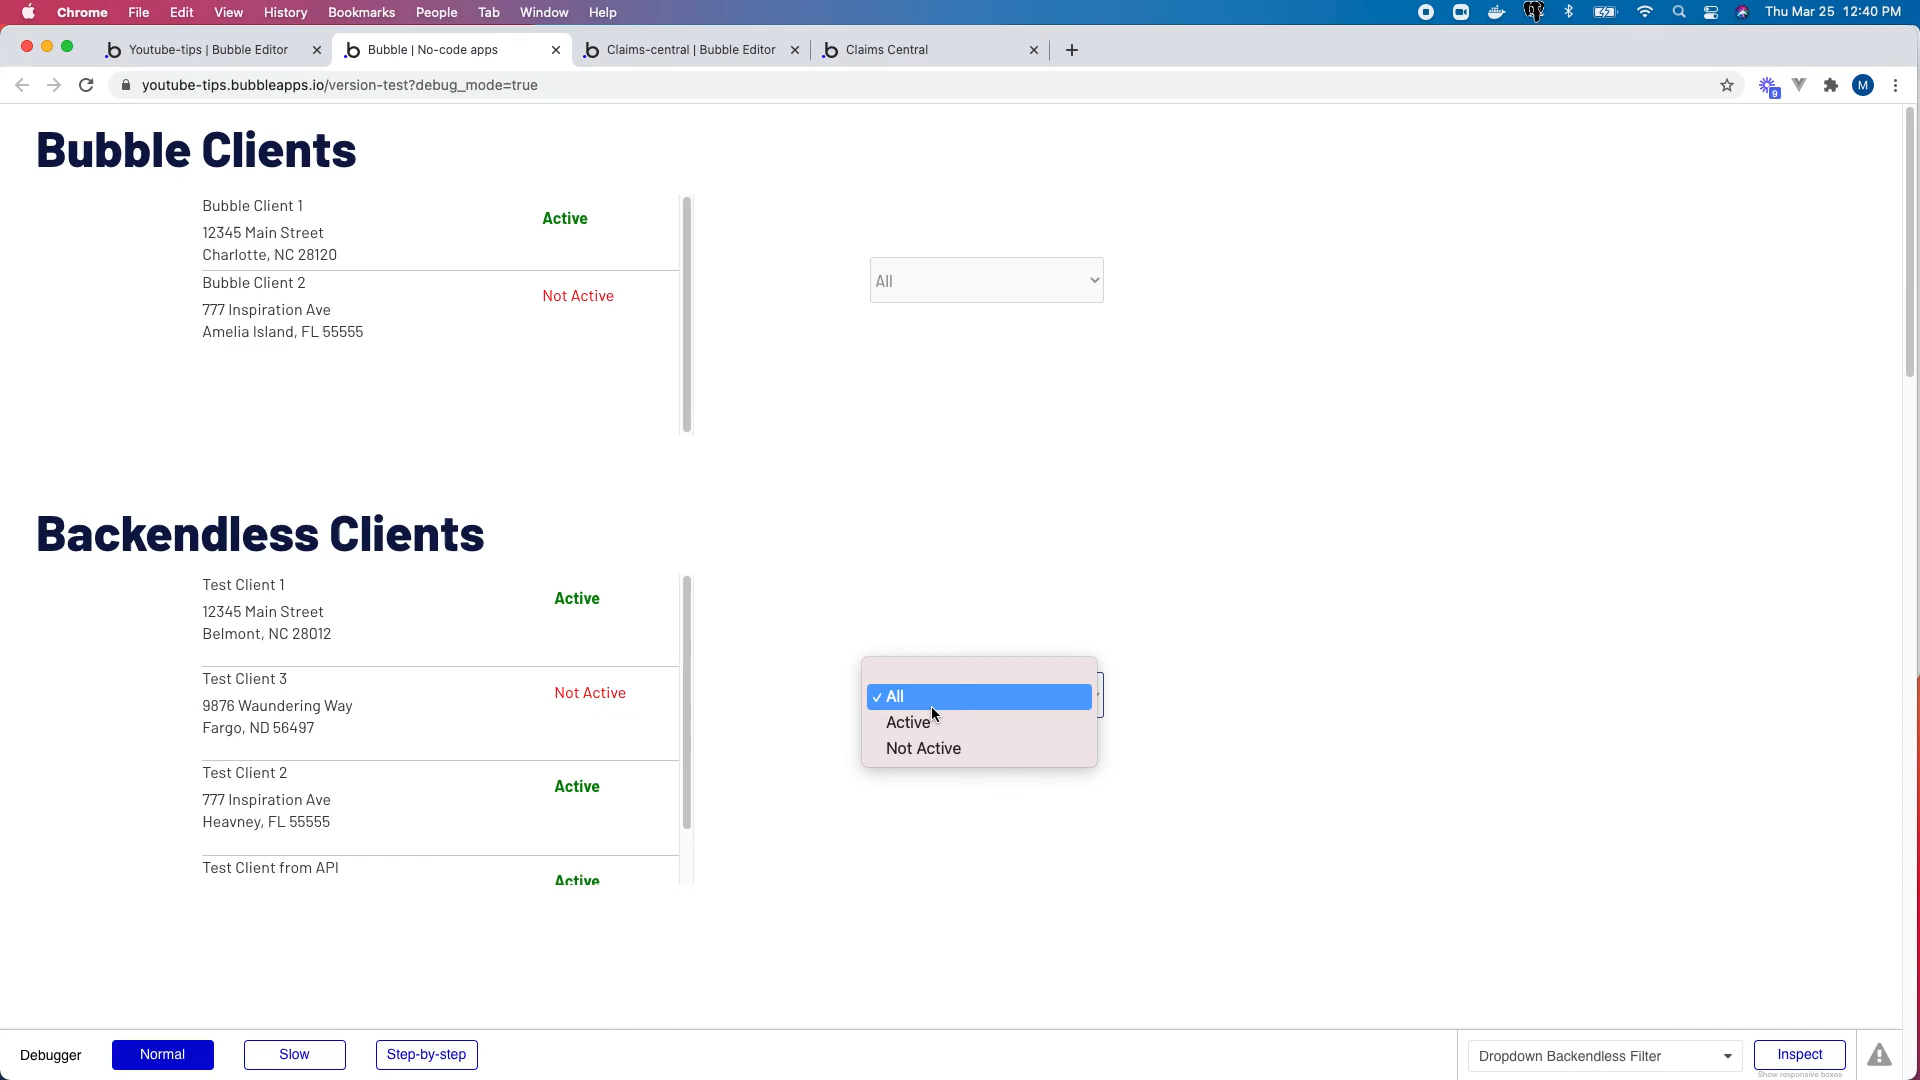 Chrome File Edit View History Bookmarks People Tab Window Help Thu Mar 25 12:40 PM
Youtube-tips | Bubble Editor Bubble | No-code apps Claims-central | Bubble Editor Claims Central
youtube-tips.bubbleapps.io/version-test?debug_mode=true 9 M
Bubble Clients
Bubble Client 1
Active
12345 Main Street
Charlotte, NC 28120
Bubble Client 2
Not Active
777 Inspiration Ave
Amelia Island, FL 55555
All
Backendless Clients
Test Client 1
Active
12345 Main Street
Belmont, NC 28012
Test Client 3
Not Active
9876 Waundering Way
Fargo, ND 56497
Test Client 2
Active
777 Inspiration Ave
Heavney, FL 55555
Test Client from API
Active
✓ All
Active
Not Active
Debugger Normal Slow Step-by-step Dropdown Backendless Filter Inspect
Show responsive boxes